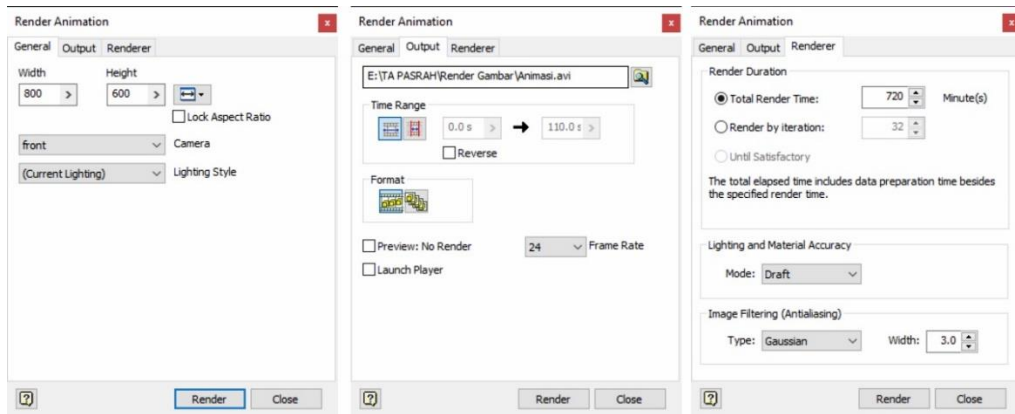 Render Animation
x
General Output Renderer
Width Height
800 > 600 >
Lock Aspect Ratio
front Camera
(Current Lighting) Lighting Style
?
Render Close
Render Animation
x
General Output Renderer
E:\TA PASRAH\Render Gambar\Animasi.avi
Time Range
0.0 s > 110.0 s >
Reverse
Format
Preview: No Render 24 Frame Rate
Launch Player
?
Render Close
Render Animation
x
General Output Renderer
Render Duration
Total Render Time: 720 Minute(s)
Render by iteration: 32
Until Satisfactory
The total elapsed time includes data preparation time besides
the specified render time.
Lighting and Material Accuracy
Mode: Draft
Image Filtering (Antialiasing)
Type: Gaussian Width: 3.0
?
Render Close